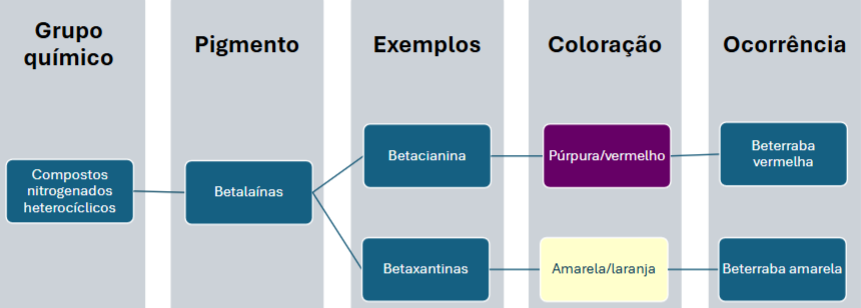 Grupo
químico
Pigmento
Exemplos
Coloração
Ocorrência
Compostos
nitrogenados
heterocíclicos
Betalaínas
Betacianina
Púrpura/vermelho
Beterraba
vermelha
Betaxantinas
Amarela/laranja
Beterraba amarela